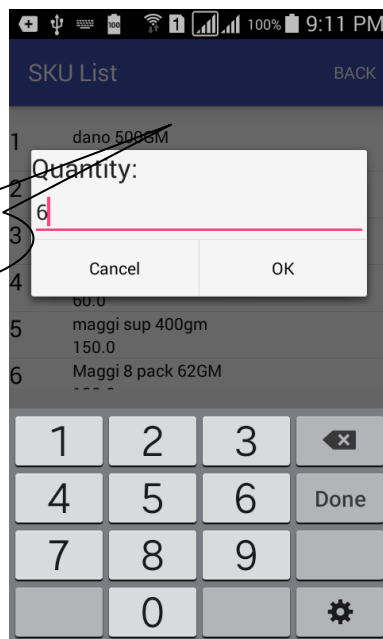 100 1 100% 9:11 PM
SKU List BACK
1 dano 500GM
Quantity:
2
6
3
Cancel OK
4
60.0
5 maggi sup 400gm
150.0
6 Maggi 8 pack 62GM
1 2 3
4 5 6 Done
7 8 9
0